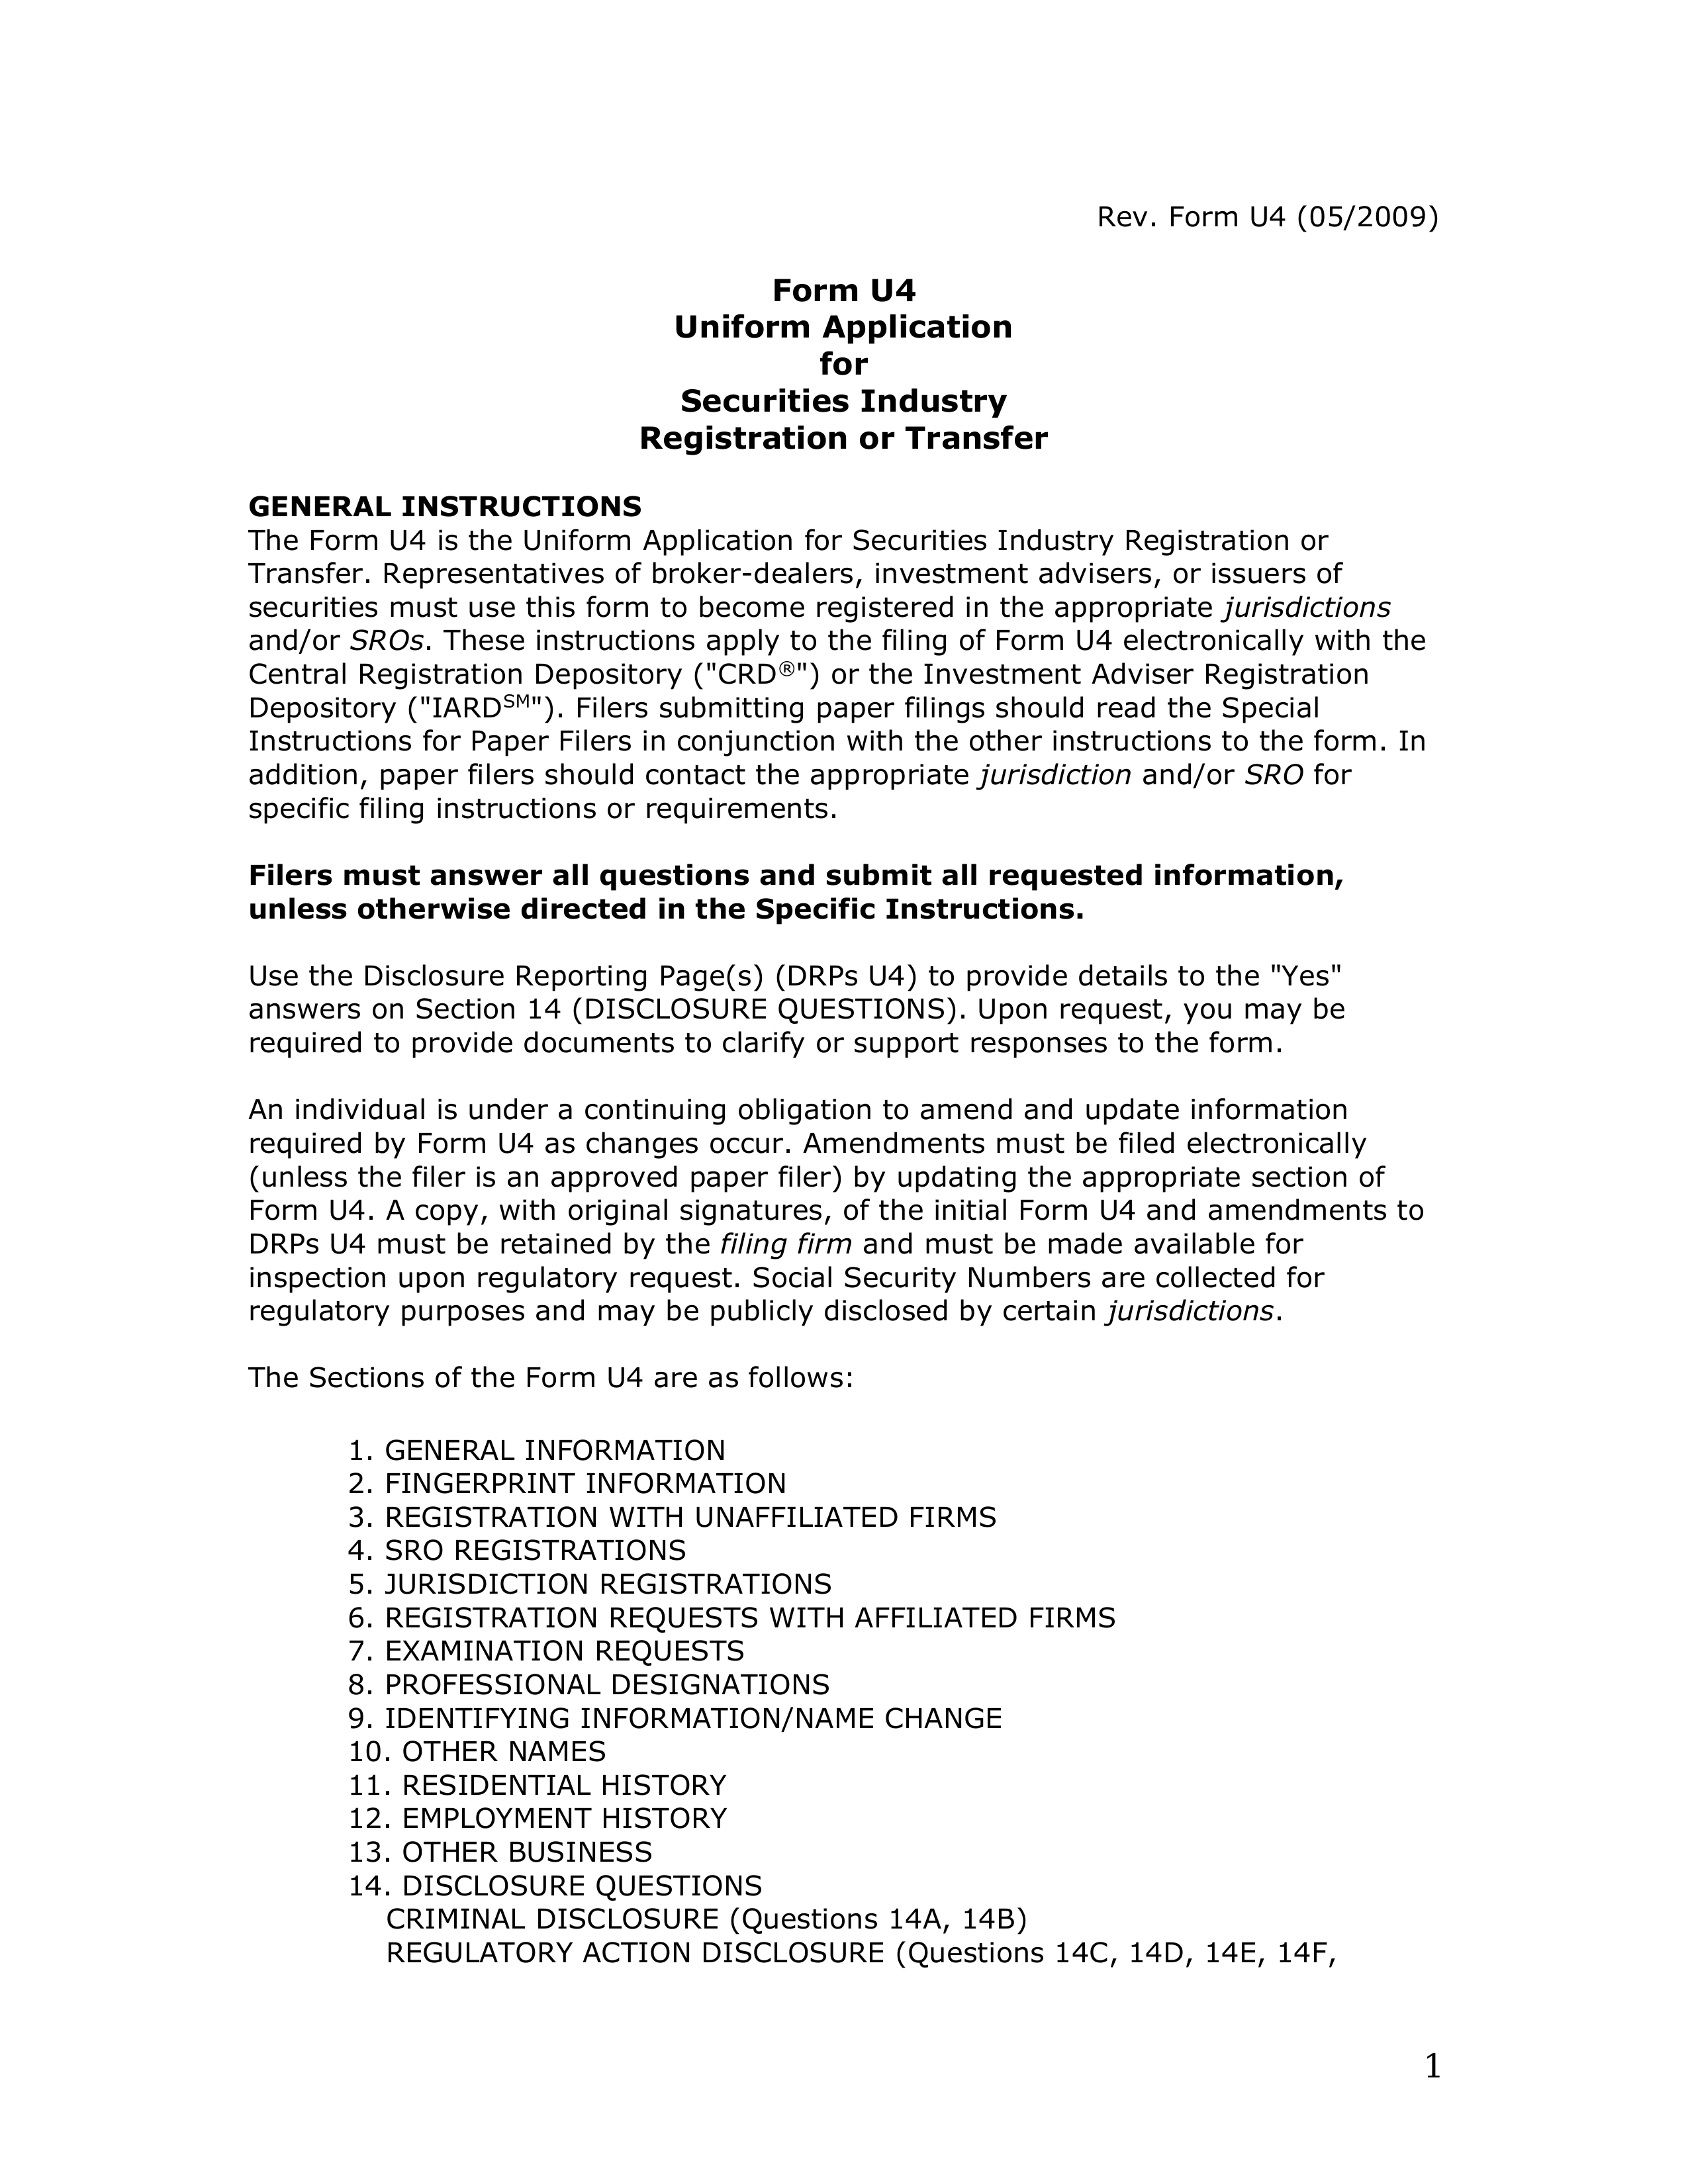 Rev. Form U4 (05/2009)
Form U4
Uniform Application
for
Securities Industry
Registration or Transfer
GENERAL INSTRUCTIONS
The Form U4 is the Uniform Application for Securities Industry Registration or
Transfer. Representatives of broker-dealers, investment advisers, or issuers of
securities must use this form to become registered in the appropriate jurisdictions
and/or SROs. These instructions apply to the filing of Form U4 electronically with the
Central Registration Depository ("CRD®") or the Investment Adviser Registration
Depository ("IARD℠"). Filers submitting paper filings should read the Special
Instructions for Paper Filers in conjunction with the other instructions to the form. In
addition, paper filers should contact the appropriate jurisdiction and/or SRO for
specific filing instructions or requirements.
Filers must answer all questions and submit all requested information,
unless otherwise directed in the Specific Instructions.
Use the Disclosure Reporting Page(s) (DRPs U4) to provide details to the "Yes"
answers on Section 14 (DISCLOSURE QUESTIONS). Upon request, you may be
required to provide documents to clarify or support responses to the form.
An individual is under a continuing obligation to amend and update information
required by Form U4 as changes occur. Amendments must be filed electronically
(unless the filer is an approved paper filer) by updating the appropriate section of
Form U4. A copy, with original signatures, of the initial Form U4 and amendments to
DRPs U4 must be retained by the filing firm and must be made available for
inspection upon regulatory request. Social Security Numbers are collected for
regulatory purposes and may be publicly disclosed by certain jurisdictions.
The Sections of the Form U4 are as follows:
1. GENERAL INFORMATION
2. FINGERPRINT INFORMATION
3. REGISTRATION WITH UNAFFILIATED FIRMS
4. SRO REGISTRATIONS
5. JURISDICTION REGISTRATIONS
6. REGISTRATION REQUESTS WITH AFFILIATED FIRMS
7. EXAMINATION REQUESTS
8. PROFESSIONAL DESIGNATIONS
9. IDENTIFYING INFORMATION/NAME CHANGE
10. OTHER NAMES
11. RESIDENTIAL HISTORY
12. EMPLOYMENT HISTORY
13. OTHER BUSINESS
14. DISCLOSURE QUESTIONS
CRIMINAL DISCLOSURE (Questions 14A, 14B)
REGULATORY ACTION DISCLOSURE (Questions 14C, 14D, 14E, 14F,
1